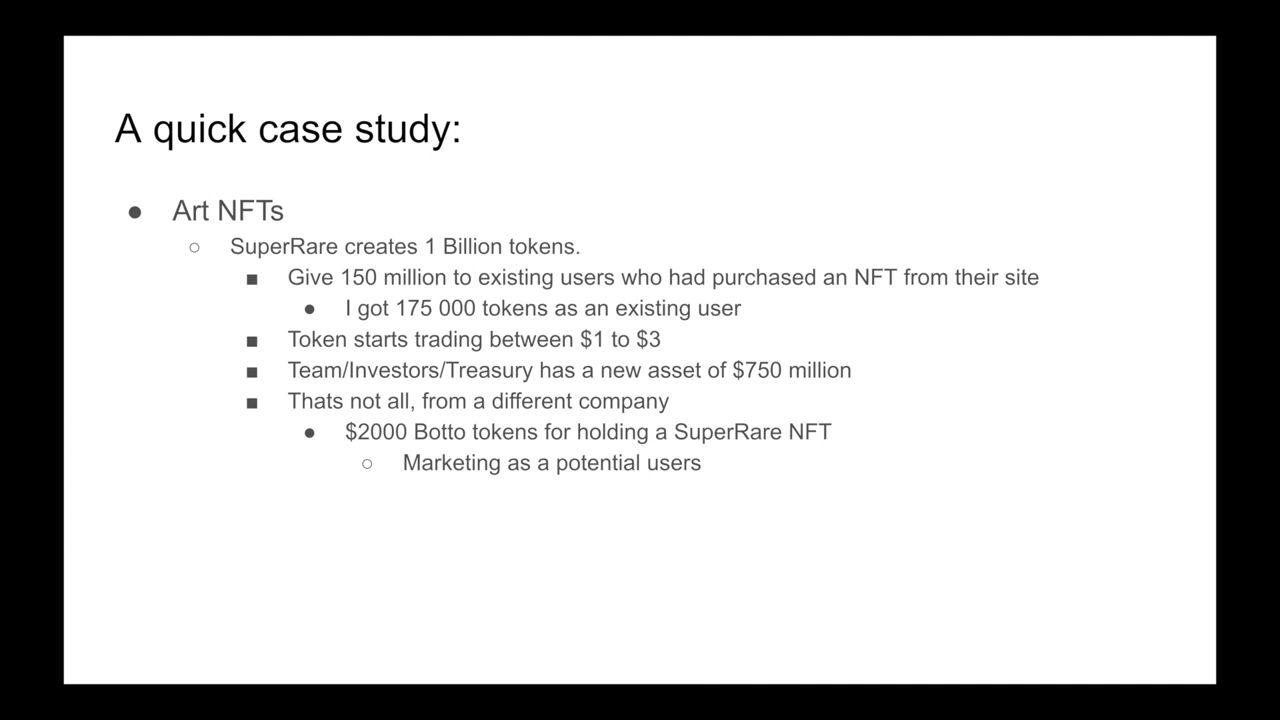 A quick case study:
● Art NFTs
○ SuperRare creates 1 Billion tokens.
■ Give 150 million to existing users who had purchased an NFT from their site
● I got 175 000 tokens as an existing user
■ Token starts trading between $1 to $3
■ Team/Investors/Treasury has a new asset of $750 million
■ Thats not all, from a different company
● $2000 Botto tokens for holding a SuperRare NFT
○ Marketing as a potential users